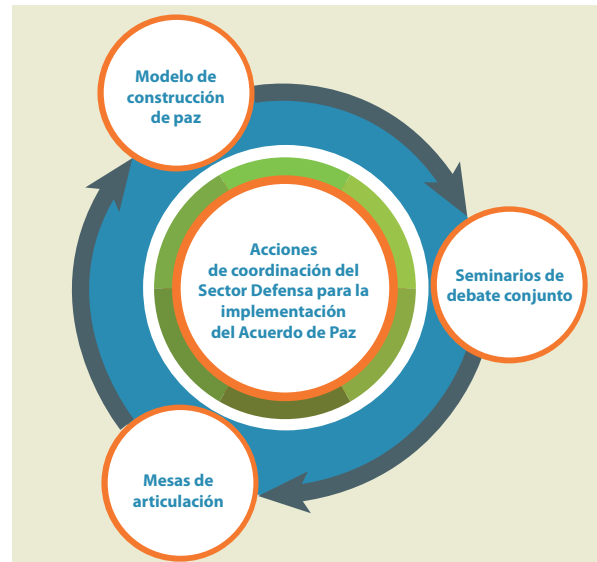 Modelo de
construcción
de paz
Acciones
de coordinación del
Sector Defensa para la
implementación
del Acuerdo de Paz
Seminarios de
debate conjunto
Mesas de
articulación